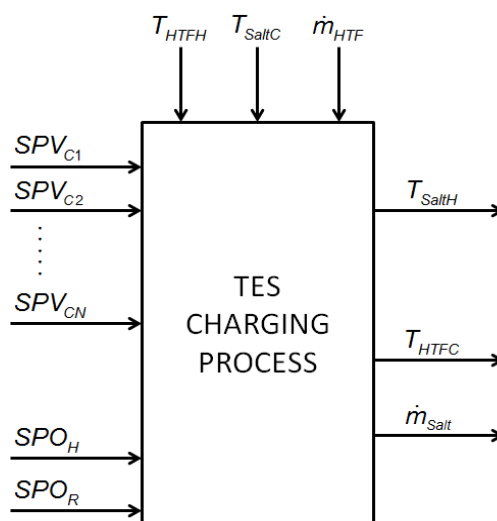 T_HTFH T_SaltC ṁ_HTF
SPV_C1
SPV_C2
T_SaltH
SPV_CN
TES
CHARGING
PROCESS
T_HTFC
ṁ_Salt
SPO_H
SPO_R